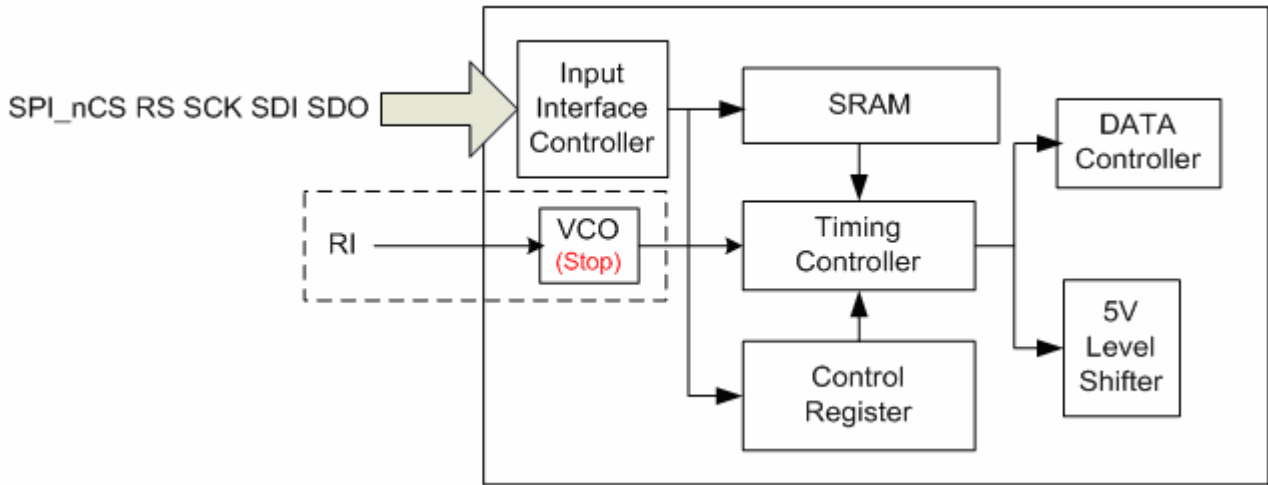 SPI_nCS RS SCK SDI SDO
Input
Interface
Controller
SRAM
DATA
Controller
RI
VCO
(Stop)
Timing
Controller
5V
Level
Shifter
Control
Register